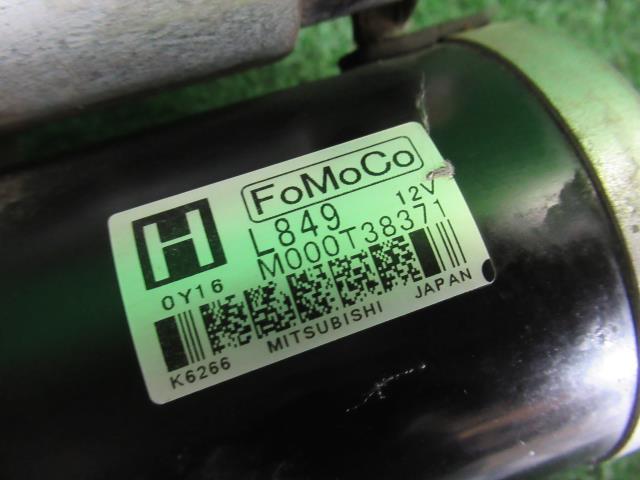 FoMoCo
H
L849 12V
M000T38371
0Y16
K6266 MITSUBISHI JAPAN